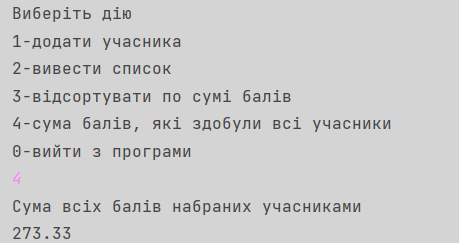 Виберіть дію
1-додати учасника
2-вивести список
3-відсортувати по сумі балів
4-сума балів, які здобули всі учасники
0-вийти з програми
4
Сума всіх балів набраних учасниками
273.33